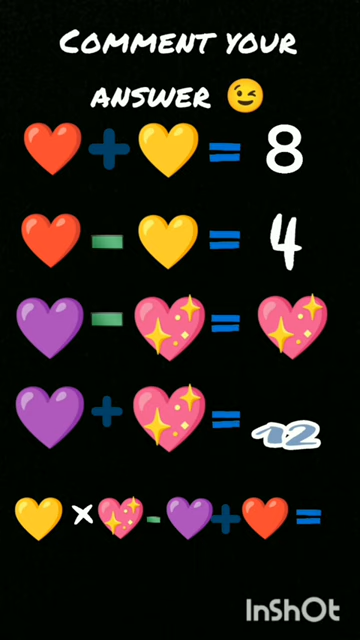 Comment your
answer 😉
❤️ + 💛 = 8
❤️ - 💛 = 4
💜 - 💖 = 💖
💜 + 💖 = 12
💛 × 💖 - 💜 + ❤️ =
InShOt